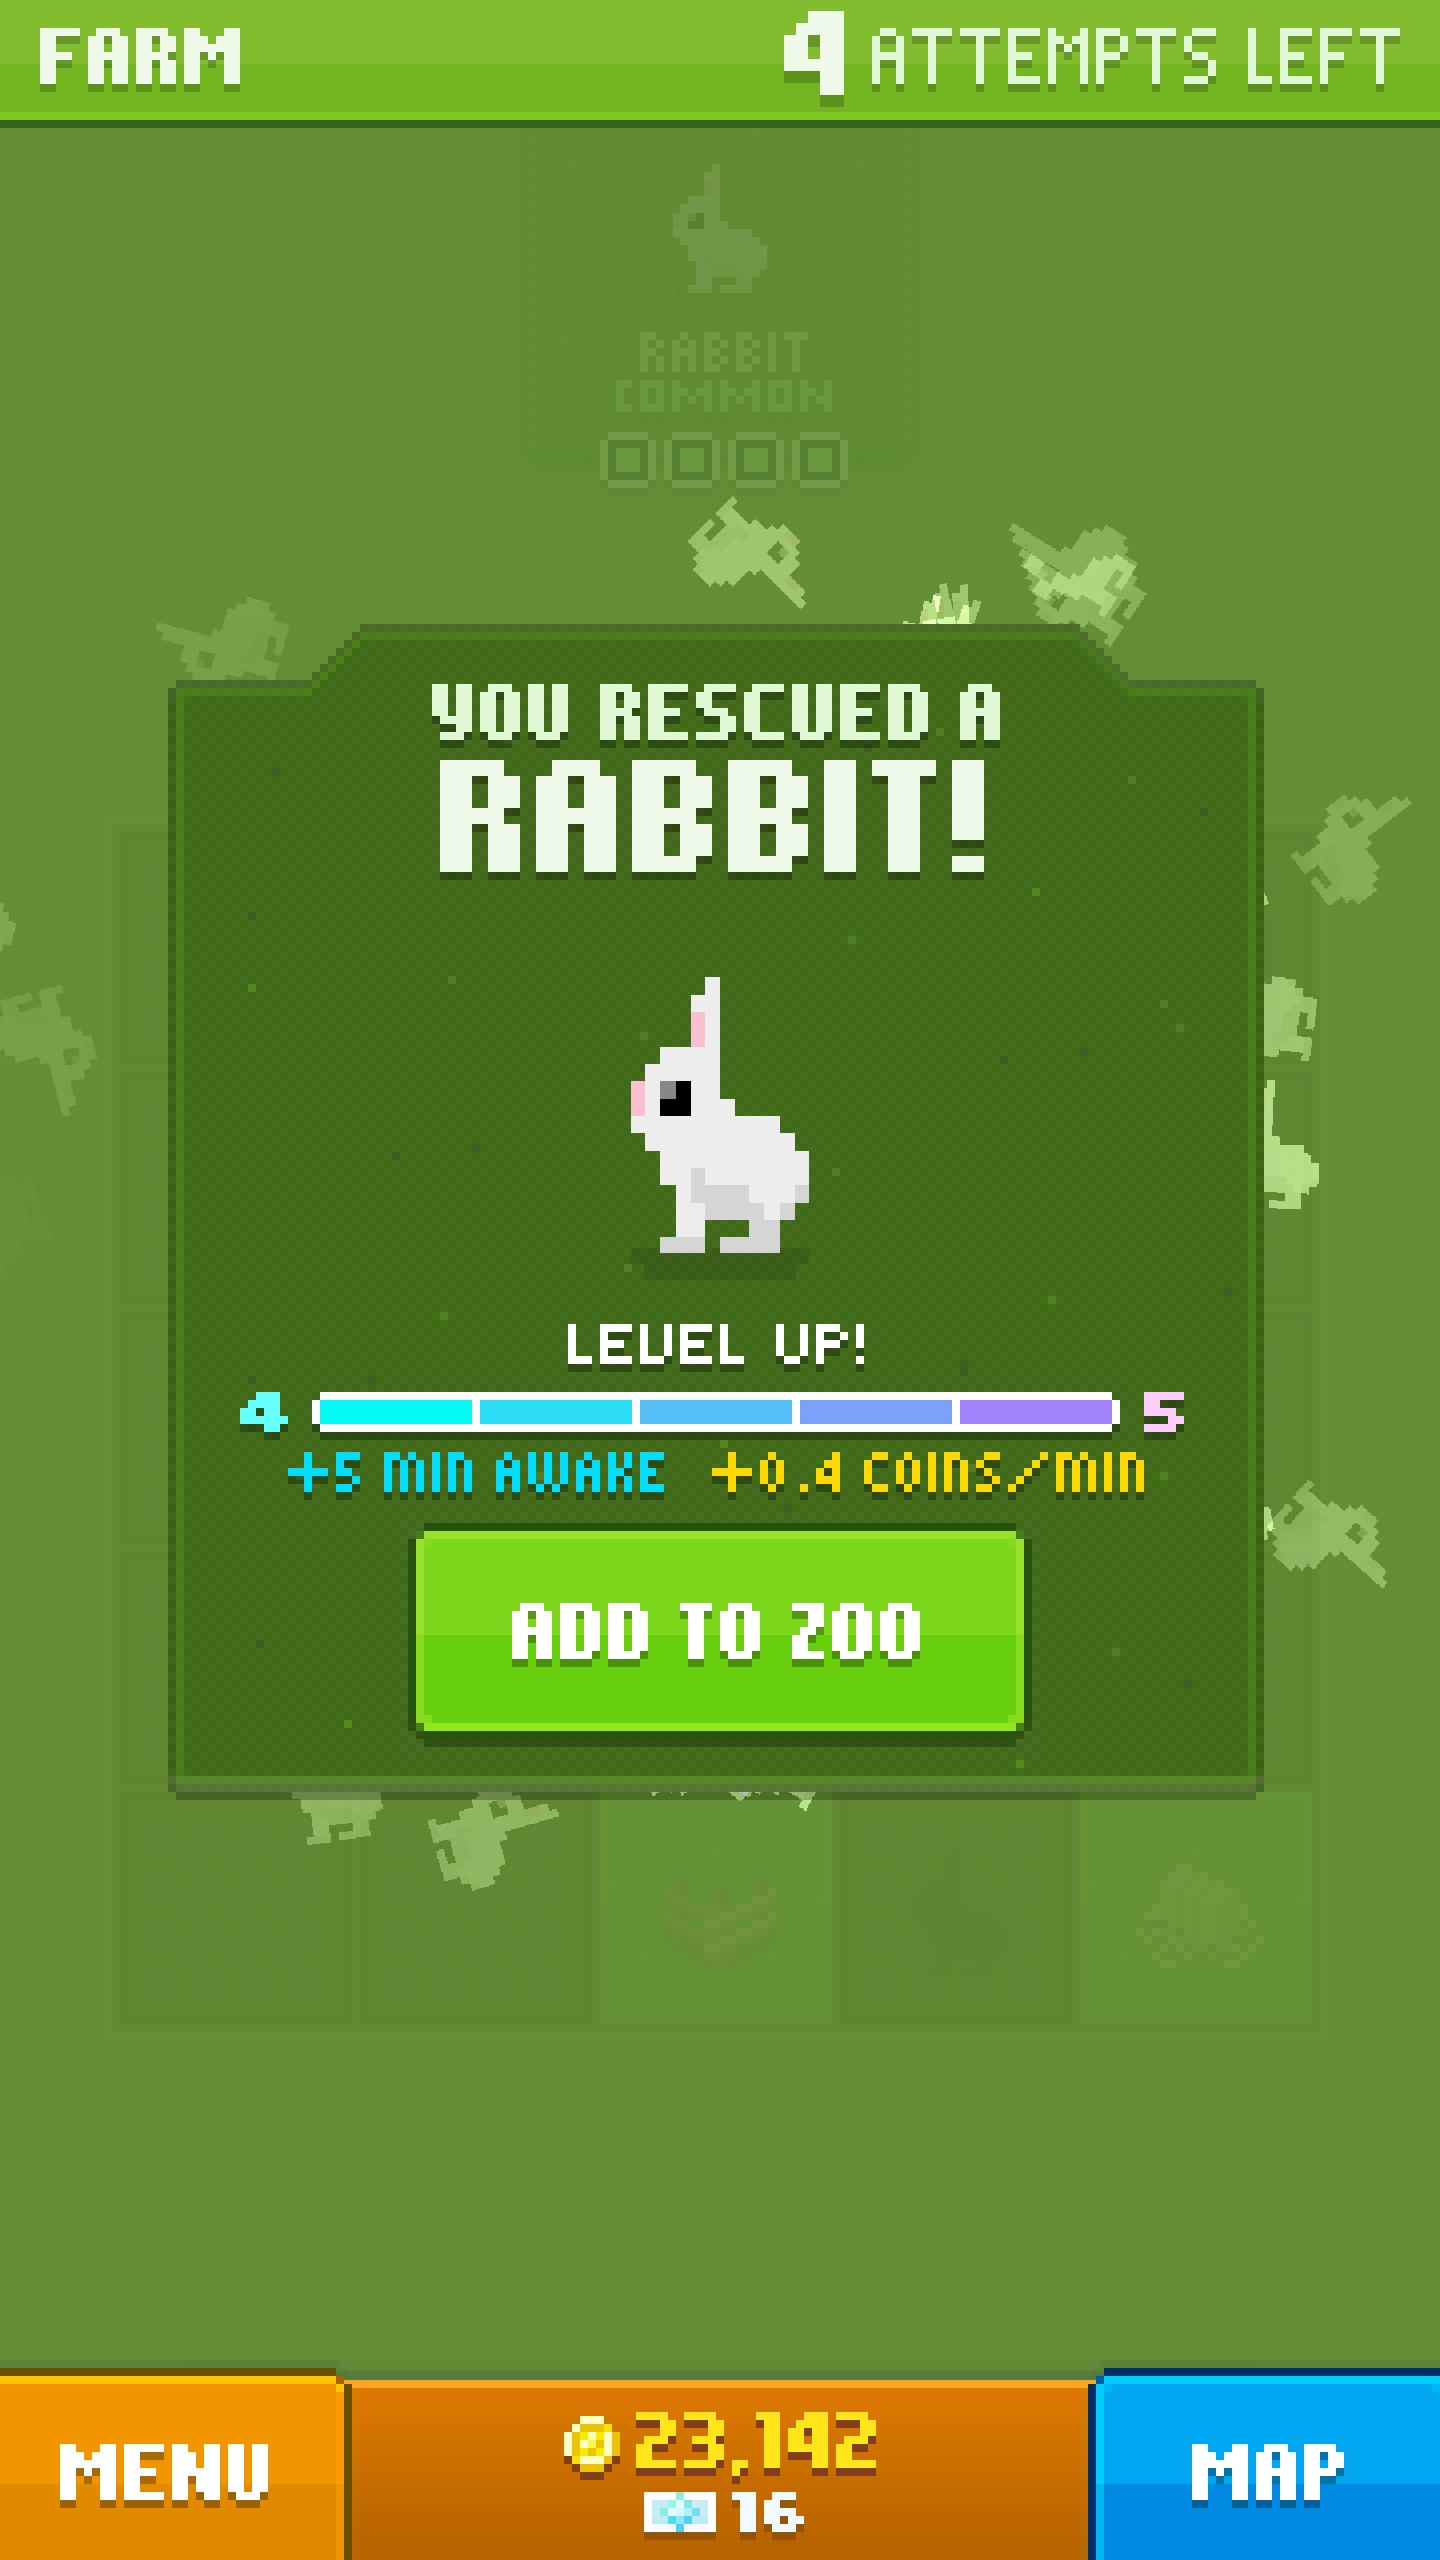 FARM
4 ATTEMPTS LEFT
RABBIT
COMMON
YOU RESCUED A
RABBIT!
LEVEL UP!
4 5
+5 MIN AWAKE +0.4 COINS/MIN
ADD TO ZOO
MENU
23,142
16
MAP